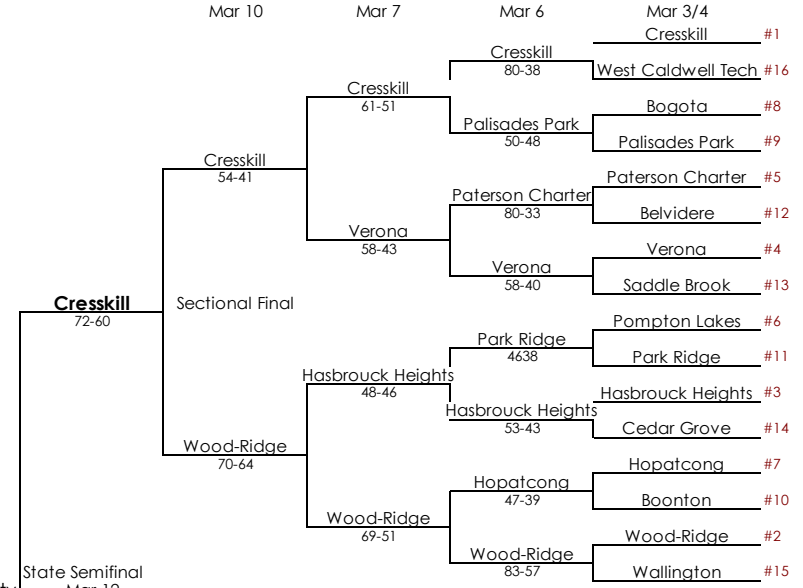 Mar 10 Mar 7 Mar 6 Mar 3/4
Cresskill #1
Cresskill
80-38
West Caldwell Tech #16
Cresskill
61-51
Bogota #8
Palisades Park
50-48
Palisades Park #9
Cresskill
54-41
Paterson Charter #5
Paterson Charter
80-33
Belvidere #12
Verona
58-43
Verona #4
Verona
58-40
Saddle Brook #13
Cresskill
72-60
Sectional Final
Pompton Lakes #6
Park Ridge
4638
Park Ridge #11
Hasbrouck Heights
48-46
Hasbrouck Heights #3
Hasbrouck Heights
53-43
Cedar Grove #14
Wood-Ridge
70-64
Hopatcong #7
Hopatcong
47-39
Boonton #10
Wood-Ridge
69-51
Wood-Ridge #2
Wood-Ridge
83-57
Wallington #15
State Semifinal